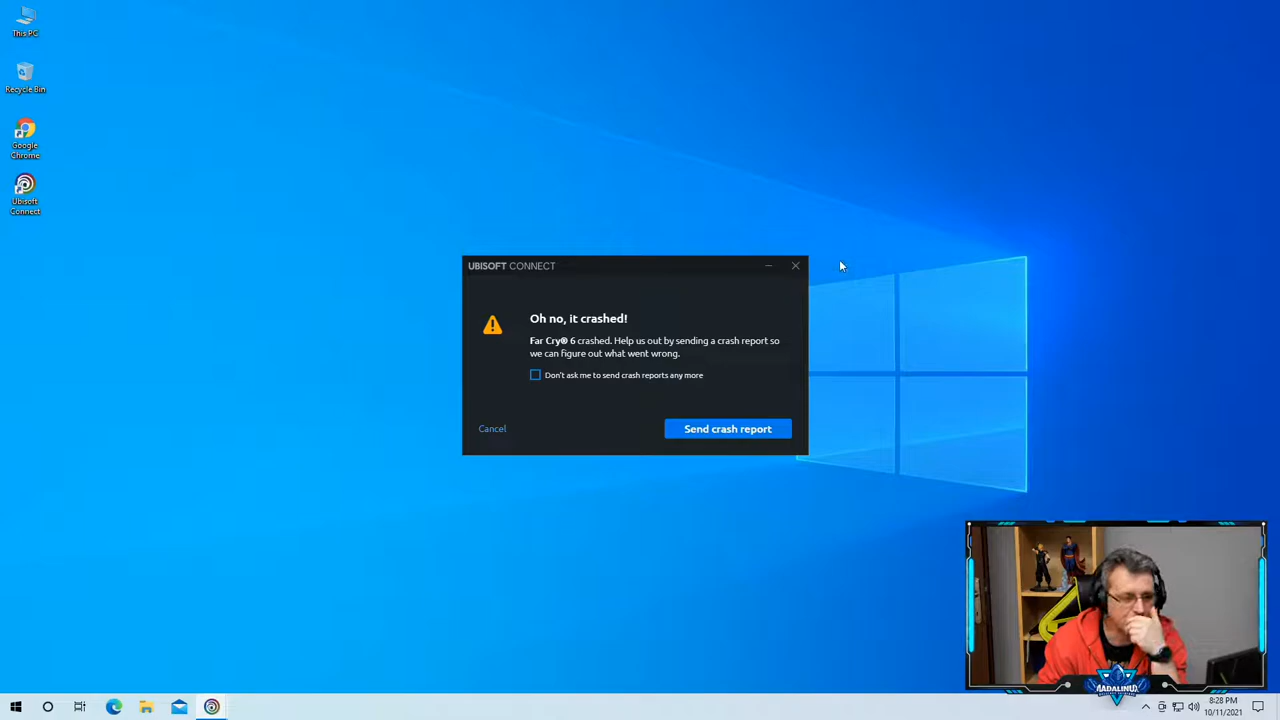 This PC
Recycle Bin
Google
Chrome
Ubisoft
Connect
UBISOFT CONNECT
Oh no, it crashed!
Far Cry® 6 crashed. Help us out by sending a crash report so
we can figure out what went wrong.
Don't ask me to send crash reports any more
Cancel
Send crash report
ADALINUX
8:28 PM
10/11/2021